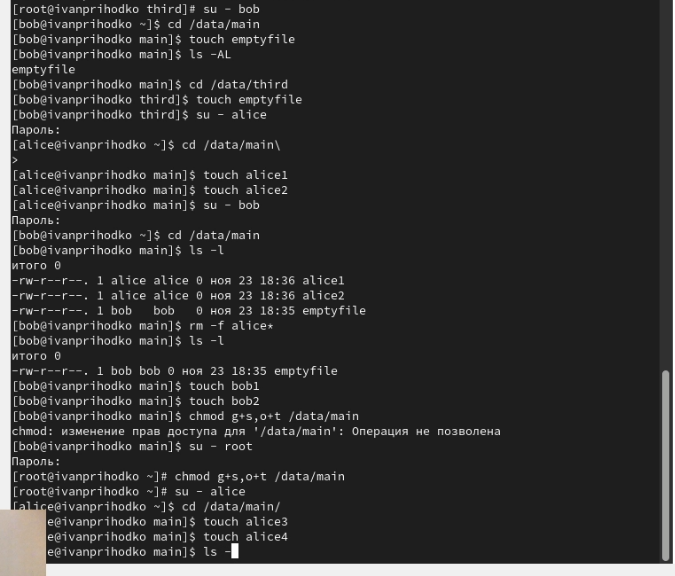 [root@ivanprihodko third]# su - bob
[bob@ivanprihodko ~]$ cd /data/main
[bob@ivanprihodko main]$ touch emptyfile
[bob@ivanprihodko main]$ ls -AL
emptyfile
[bob@ivanprihodko main]$ cd /data/third
[bob@ivanprihodko third]$ touch emptyfile
[bob@ivanprihodko third]$ su - alice
Пароль:
[alice@ivanprihodko ~]$ cd /data/main\
>
[alice@ivanprihodko main]$ touch alice1
[alice@ivanprihodko main]$ touch alice2
[alice@ivanprihodko main]$ su - bob
Пароль:
[bob@ivanprihodko ~]$ cd /data/main
[bob@ivanprihodko main]$ ls -l
итого 0
-rw-r--r--. 1 alice alice 0 ноя 23 18:36 alice1
-rw-r--r--. 1 alice alice 0 ноя 23 18:36 alice2
-rw-r--r--. 1 bob   bob   0 ноя 23 18:35 emptyfile
[bob@ivanprihodko main]$ rm -f alice*
[bob@ivanprihodko main]$ ls -l
итого 0
-rw-r--r--. 1 bob bob 0 ноя 23 18:35 emptyfile
[bob@ivanprihodko main]$ touch bob1
[bob@ivanprihodko main]$ touch bob2
[bob@ivanprihodko main]$ chmod g+s,o+t /data/main
chmod: изменение прав доступа для '/data/main': Операция не позволена
[bob@ivanprihodko main]$ su - root
Пароль:
[root@ivanprihodko ~]# chmod g+s,o+t /data/main
[root@ivanprihodko ~]# su - alice
[alice@ivanprihodko ~]$ cd /data/main/
e@ivanprihodko main]$ touch alice3
e@ivanprihodko main]$ touch alice4
e@ivanprihodko main]$ ls -